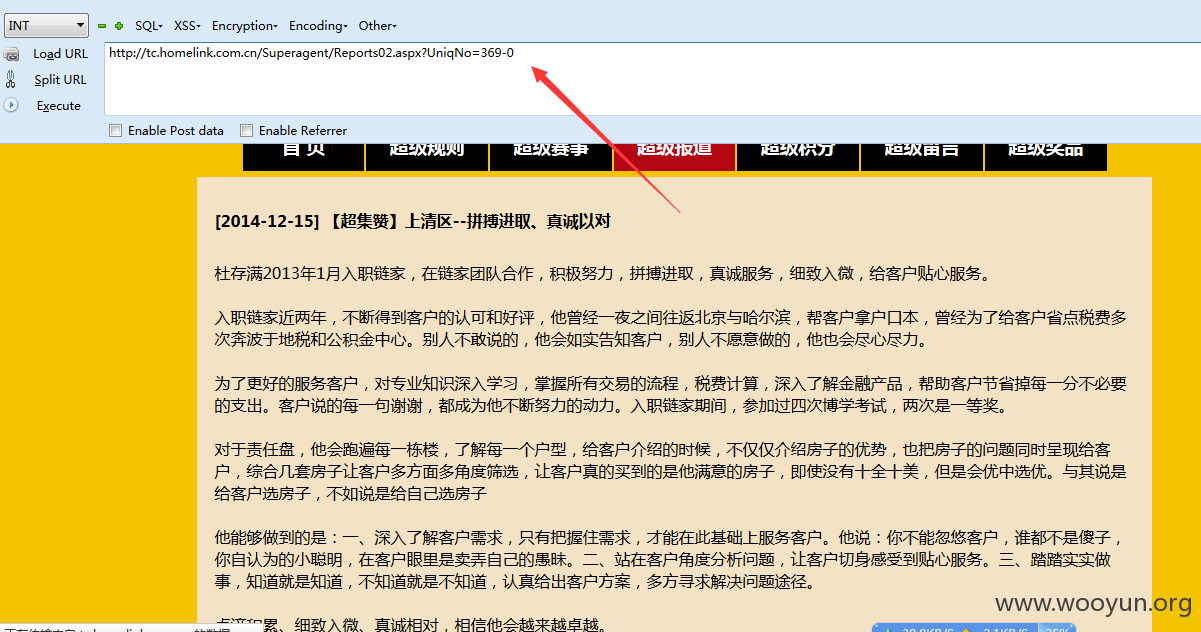 INT SQL XSS Encryption Encoding Other
Load URL http://tc.homelink.com.cn/Superagent/Reports02.aspx?UniqNo=369-0
Split URL
Execute
Enable Post data Enable Referrer
首 页 超级规则 超级赛事 超级报道 超级积分 超级留言 超级奖品
[2014-12-15] 【超集赞】上清区--拼搏进取、真诚以对
杜存满2013年1月入职链家，在链家团队合作，积极努力，拼搏进取，真诚服务，细致入微，给客户贴心服务。
入职链家近两年，不断得到客户的认可和好评，他曾经一夜之间往返北京与哈尔滨，帮客户拿户口本，曾经为了给客户省点税费多
次奔波于地税和公积金中心。别人不敢说的，他会如实告知客户，别人不愿意做的，他也会尽心尽力。
为了更好的服务客户，对专业知识深入学习，掌握所有交易的流程，税费计算，深入了解金融产品，帮助客户节省掉每一分不必要
的支出。客户说的每一句谢谢，都成为他不断努力的动力。入职链家期间，参加过四次博学考试，两次是一等奖。
对于责任盘，他会跑遍每一栋楼，了解每一个户型，给客户介绍的时候，不仅仅介绍房子的优势，也把房子的问题同时呈现给客
户，综合几套房子让客户多方面多角度筛选，让客户真的买到的是他满意的房子，即使没有十全十美，但是会优中选优。与其说是
给客户选房子，不如说是给自己选房子
他能够做到的是：一、深入了解客户需求，只有把握住需求，才能在此基础上服务客户。他说：你不能忽悠客户，谁都不是傻子，
你自认为的小聪明，在客户眼里是卖弄自己的愚昧。二、站在客户角度分析问题，让客户切身感受到贴心服务。三、踏踏实实做
事，知道就是知道，不知道就是不知道，认真给出客户方案，多方寻求解决问题途径。
点滴积累、细致入微、真诚相对，相信他会越来越卓越。
www.wooyun.org